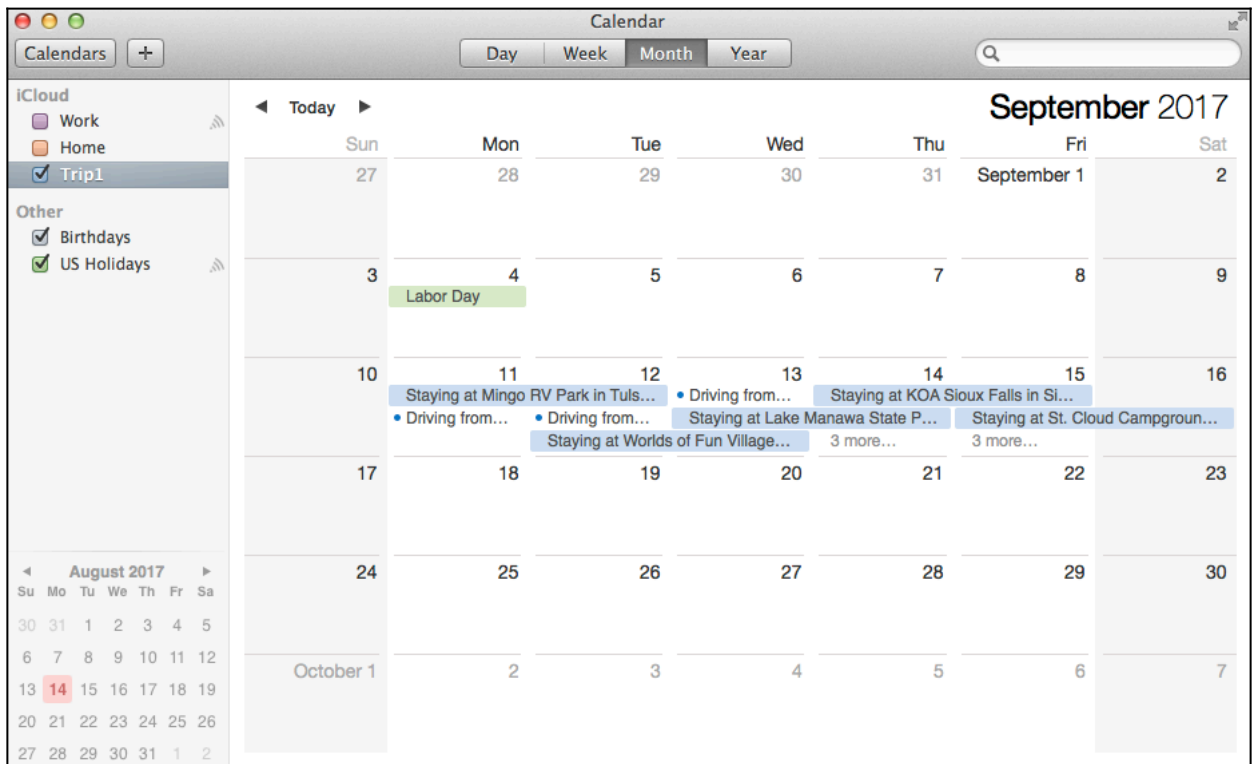 Calendar
Calendars + Day Week Month Year
iCloud
Work
Home
Trip1
Other
Birthdays
US Holidays
Today
September 2017
Sun Mon Tue Wed Thu Fri Sat
27 28 29 30 31 September 1 2
3 4 5 6 7 8 9
Labor Day
10 11 12 13 14 15 16
Staying at Mingo RV Park in Tuls... • Driving from... Staying at KOA Sioux Falls in Si...
• Driving from... • Driving from... Staying at Lake Manawa State P... Staying at St. Cloud Campgroun...
Staying at Worlds of Fun Village... 3 more... 3 more...
17 18 19 20 21 22 23
24 25 26 27 28 29 30
October 1 2 3 4 5 6 7
August 2017
Su Mo Tu We Th Fr Sa
30 31 1 2 3 4 5
6 7 8 9 10 11 12
13 14 15 16 17 18 19
20 21 22 23 24 25 26
27 28 29 30 31 1 2